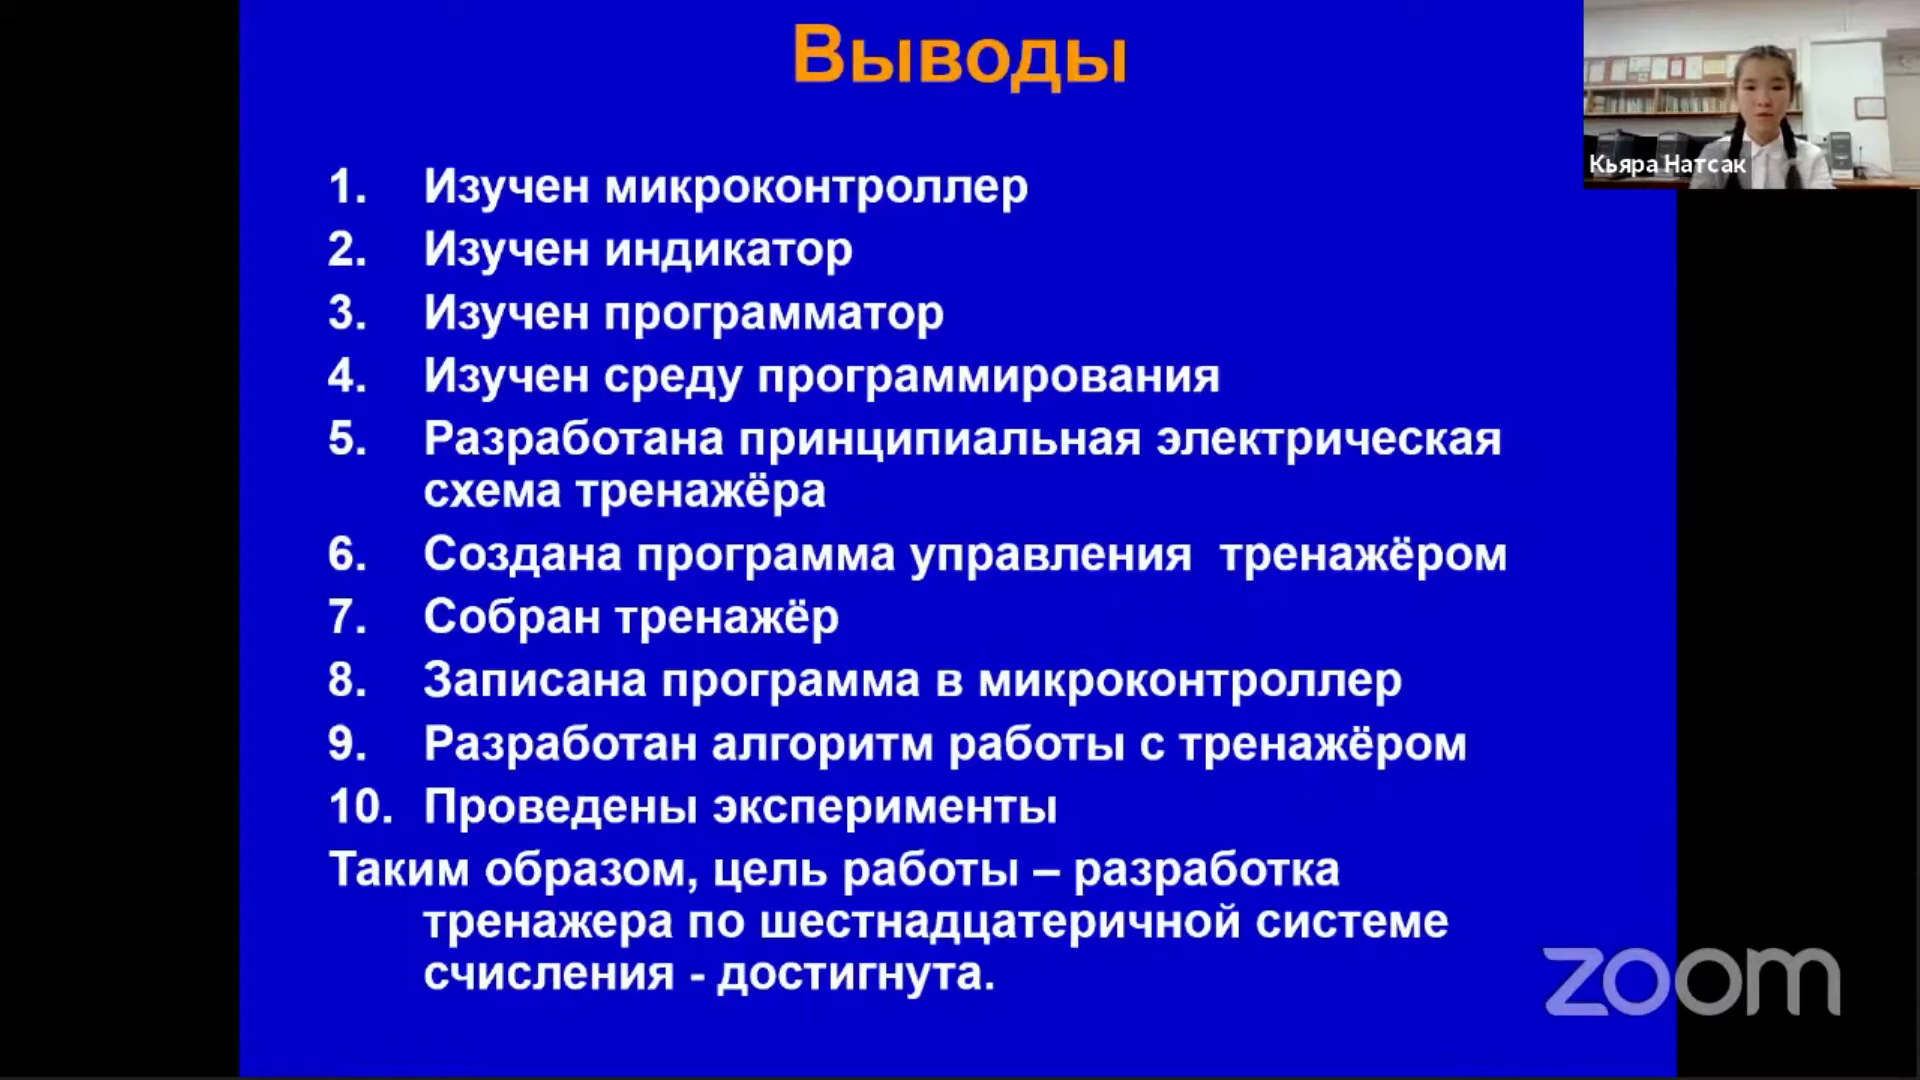 Выводы
Кьяра Натсак
1. Изучен микроконтроллер
2. Изучен индикатор
3. Изучен программатор
4. Изучен среду программирования
5. Разработана принципиальная электрическая
схема тренажёра
6. Создана программа управления  тренажёром
7. Собран тренажёр
8. Записана программа в микроконтроллер
9. Разработан алгоритм работы с тренажёром
10. Проведены эксперименты
Таким образом, цель работы – разработка
тренажера по шестнадцатеричной системе
счисления - достигнута.
zoom